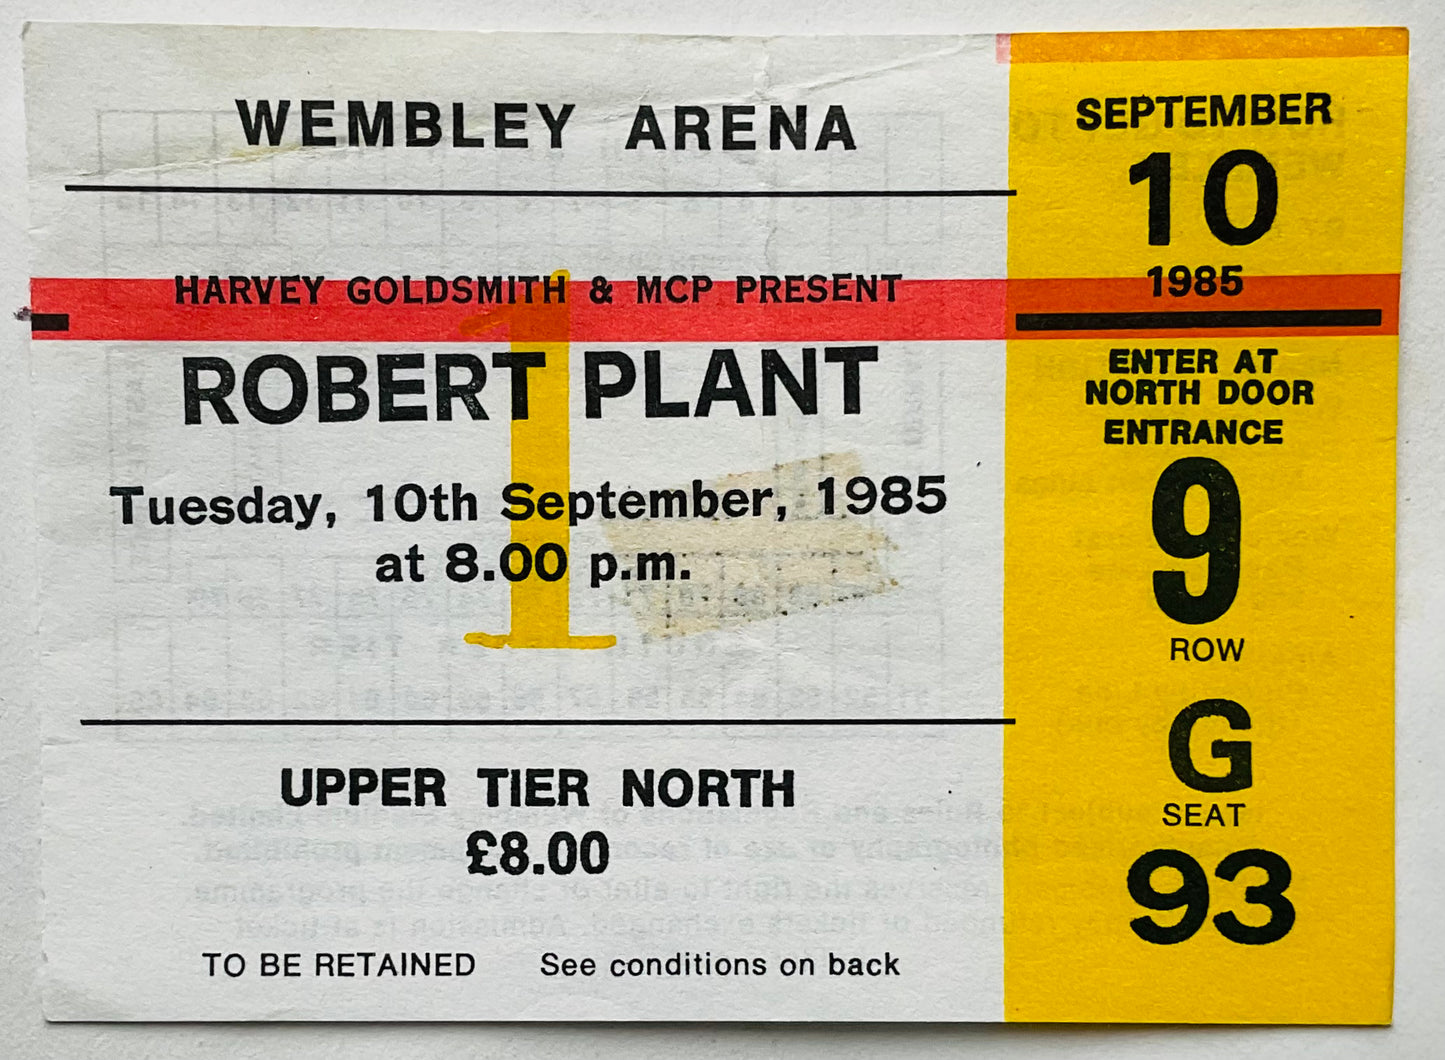 WEMBLEY ARENA
HARVEY GOLDSMITH & MCP PRESENT
ROBERT PLANT
1
Tuesday, 10th September, 1985
at 8.00 p.m.
UPPER TIER NORTH
£8.00
TO BE RETAINED See conditions on back
SEPTEMBER
10
1985
ENTER AT
NORTH DOOR
ENTRANCE
9
ROW
G
SEAT
93